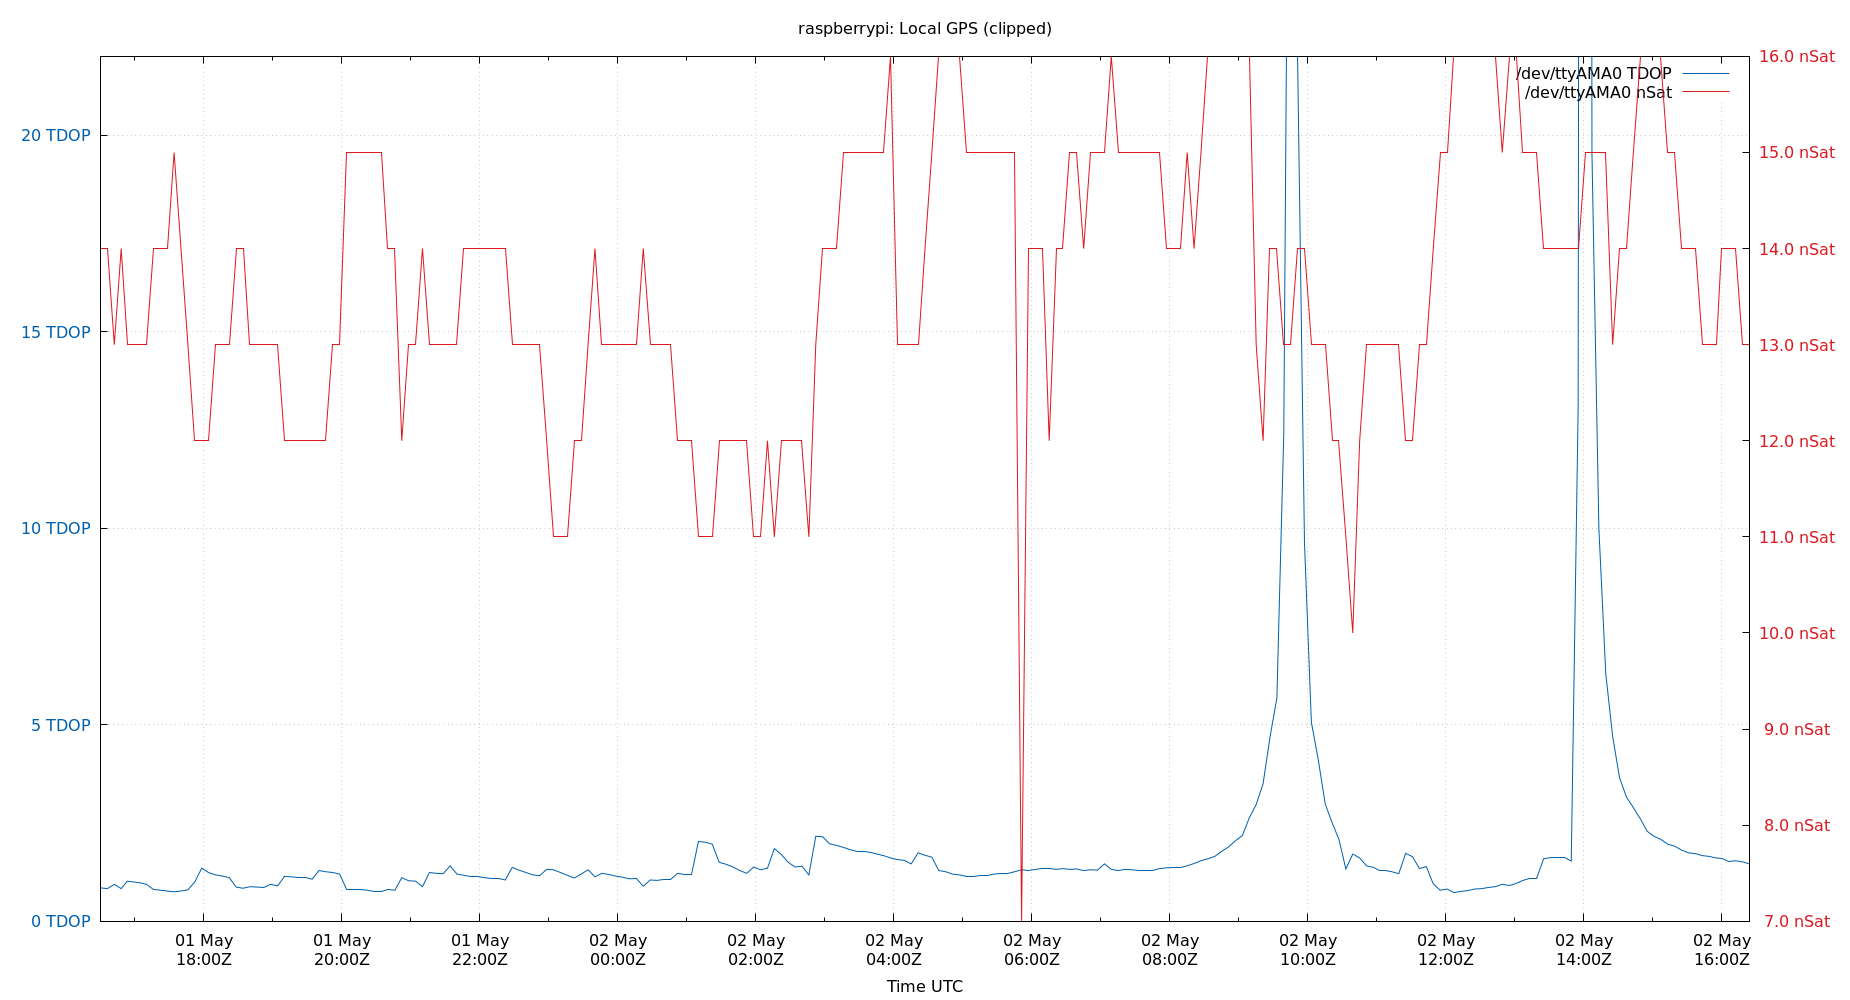 raspberrypi: Local GPS (clipped)
16.0 nSat
/dev/ttyAMA0 TDOP
/dev/ttyAMA0 nSat
20 TDOP
15.0 nSat
14.0 nSat
15 TDOP
13.0 nSat
12.0 nSat
10 TDOP
11.0 nSat
10.0 nSat
5 TDOP
9.0 nSat
8.0 nSat
0 TDOP
7.0 nSat
01 May 01 May 01 May 02 May 02 May 02 May 02 May 02 May 02 May 02 May 02 May 02 May
18:00Z 20:00Z 22:00Z 00:00Z 02:00Z 04:00Z 06:00Z 08:00Z 10:00Z 12:00Z 14:00Z 16:00Z
Time UTC